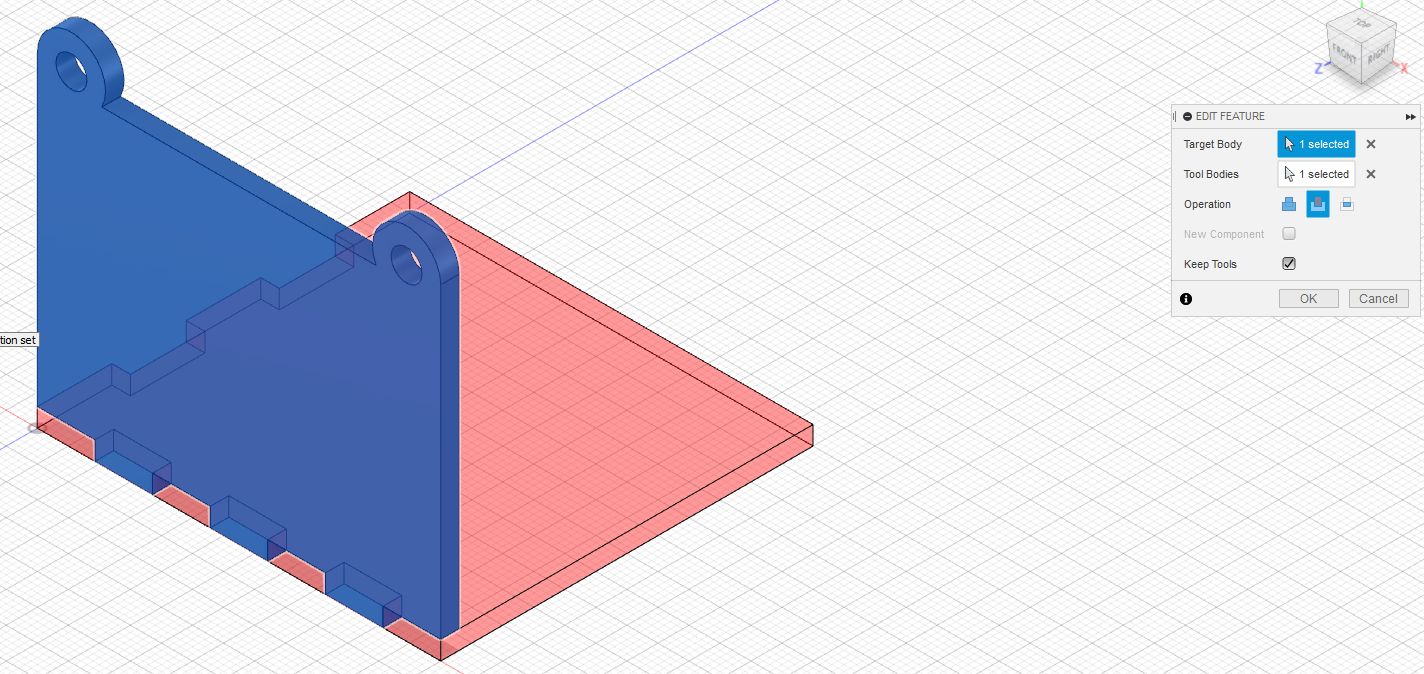 TOP
FRONT
RIGHT
Z
X
EDIT FEATURE
Target Body
1 selected
Tool Bodies
1 selected
Operation
New Component
Keep Tools
OK
Cancel
tion set